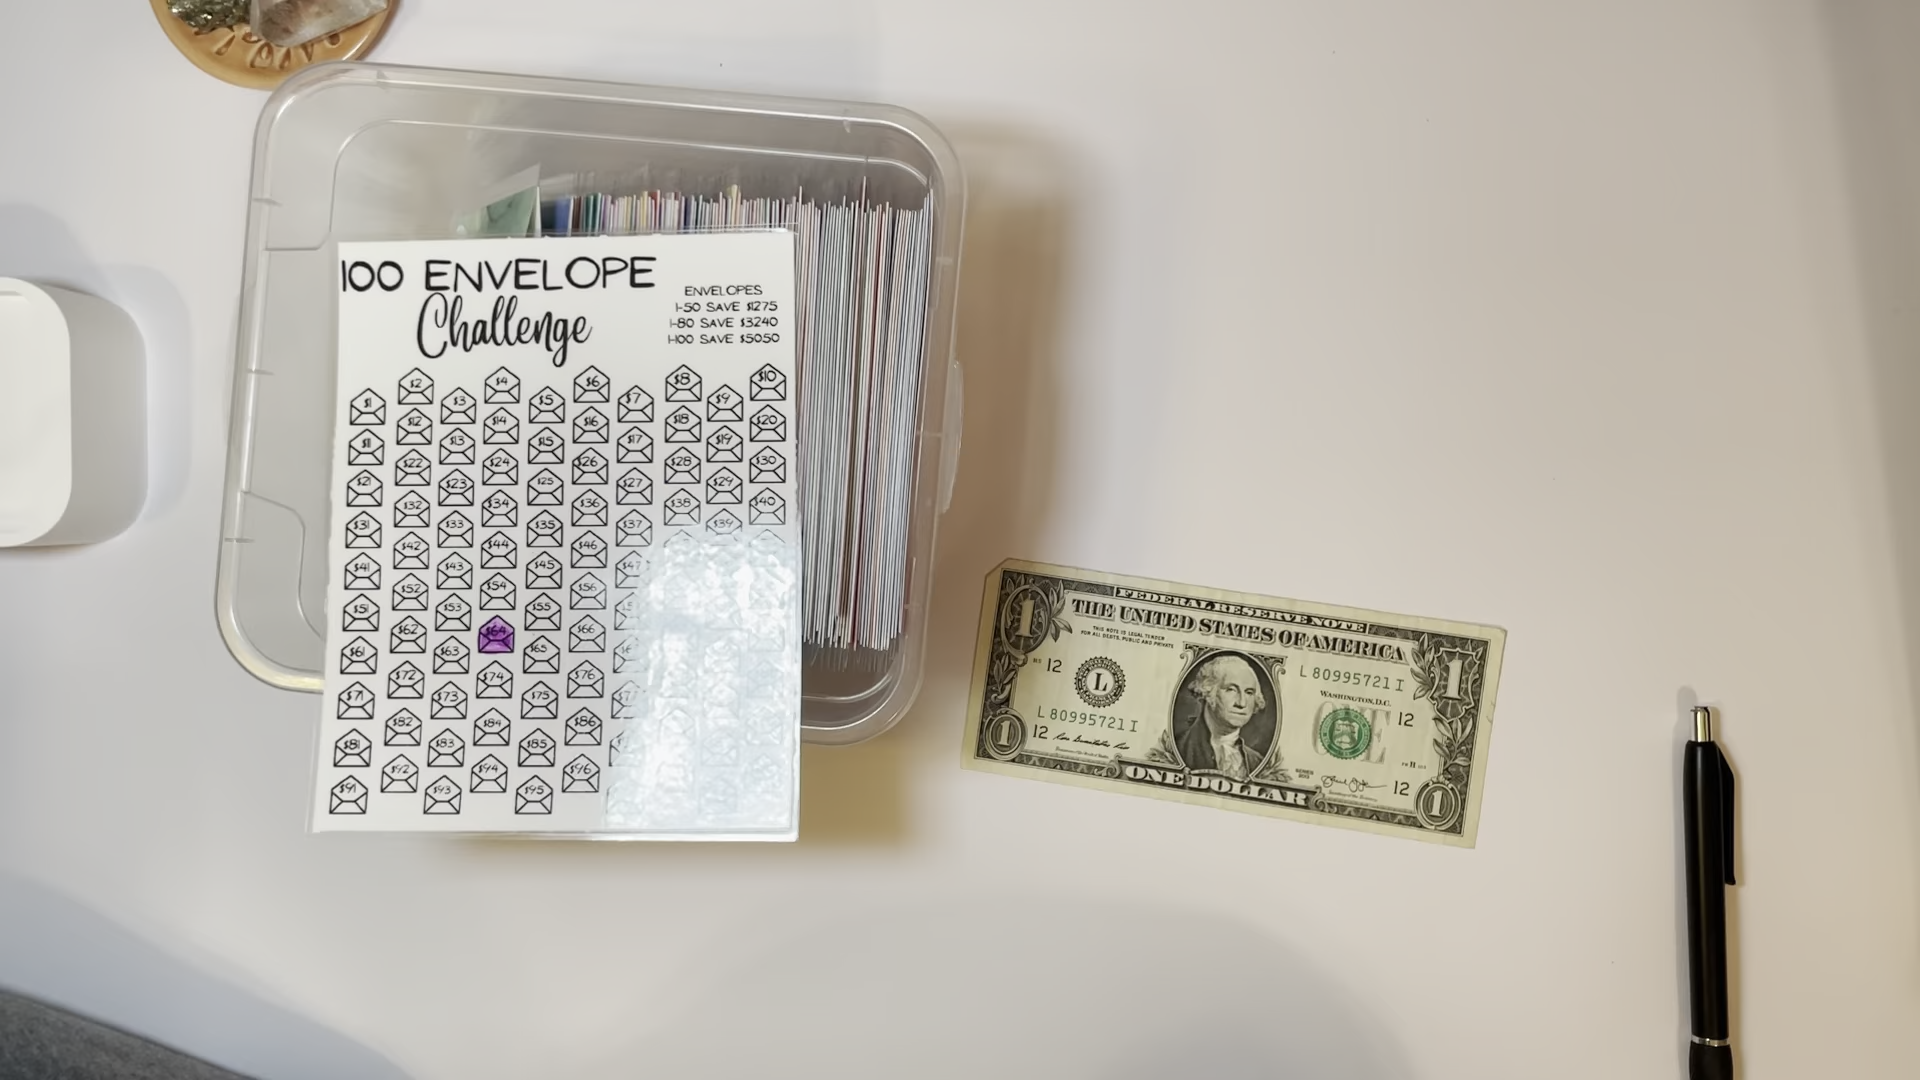 100 ENVELOPE
Challenge
ENVELOPES
1-50 SAVE $1275
1-80 SAVE $3240
1-100 SAVE $5050
$1 $2 $3 $4 $5 $6 $7 $8 $9 $10
$11 $12 $13 $14 $15 $16 $17 $18 $19 $20
$21 $22 $23 $24 $25 $26 $27 $28 $29 $30
$31 $32 $33 $34 $35 $36 $37 $38 $39 $40
$41 $42 $43 $44 $45 $46 $47
$51 $52 $53 $54 $55 $56
$61 $62 $63 $64 $65 $66
$71 $72 $73 $74 $75 $76
$81 $82 $83 $84 $85 $86
$91 $92 $93 $94 $95 $96
FEDERAL RESERVE NOTE
THE UNITED STATES OF AMERICA
THIS NOTE IS LEGAL TENDER
FOR ALL DEBTS, PUBLIC AND PRIVATE
L 80995721 I
WASHINGTON, D.C.
12
L
12
L 80995721 I
12
12
ONE DOLLAR
1
1
1
1